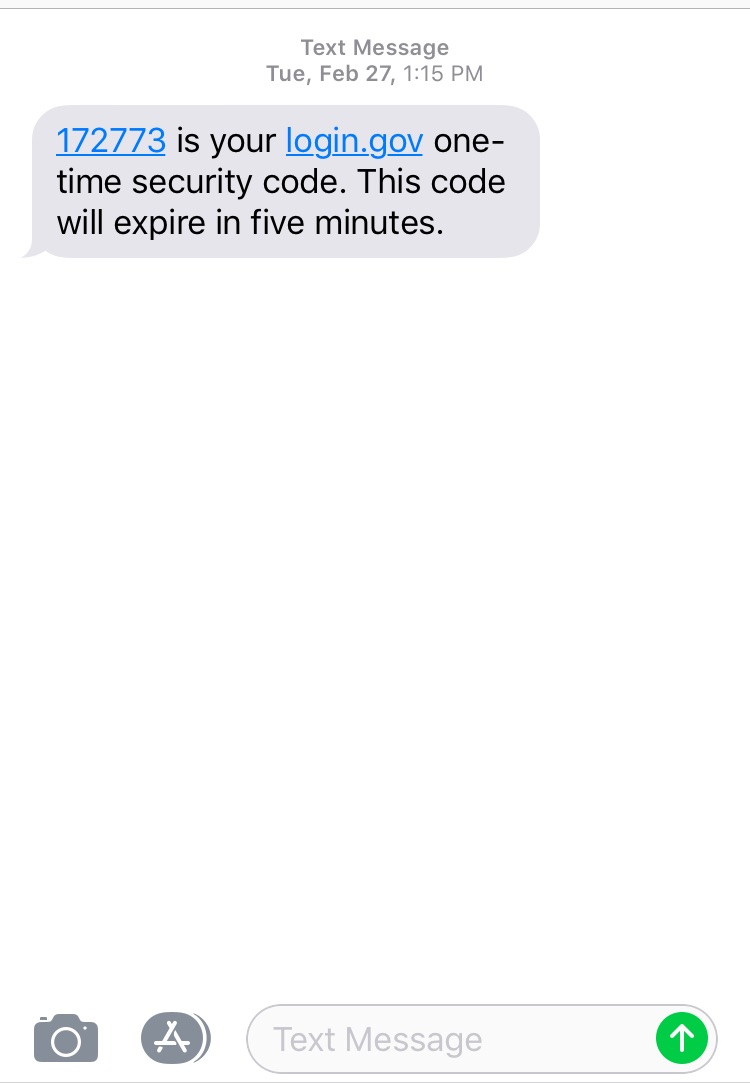 Text Message
Tue, Feb 27, 1:15 PM
172773 is your login.gov one-
time security code. This code
will expire in five minutes.
Text Message